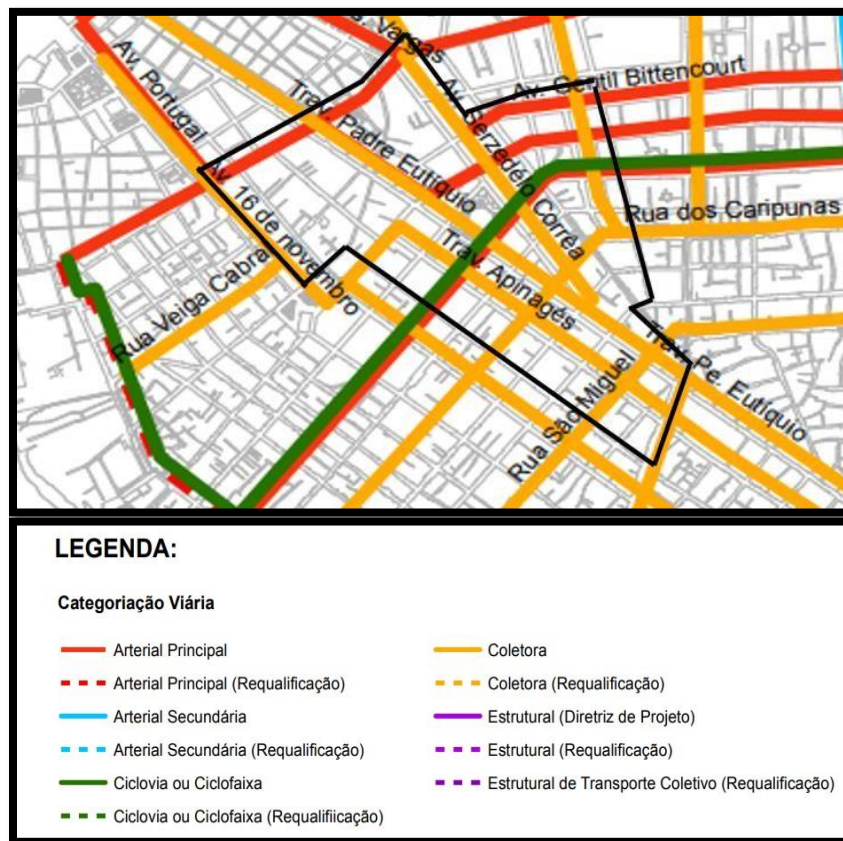 s. Vargas
Av. Portugal
Av. Gentil Bittencourt
Trav. Padre Eutíquio
Av. Serzedelo Corrêa
Av. 16 de novembro
Rua dos Caripunas
Trav. Apinagés
Rua Veiga Cabral
Trav. Pe. Eutíquio
Rua São Miguel
LEGENDA:
Categoriação Viária
Arterial Principal
Arterial Principal (Requalificação)
Arterial Secundária
Arterial Secundária (Requalificação)
Ciclovia ou Ciclofaixa
Ciclovia ou Ciclofaixa (Requalifiicação)
Coletora
Coletora (Requalificação)
Estrutural (Diretriz de Projeto)
Estrutural (Requalificação)
Estrutural de Transporte Coletivo (Requalificação)